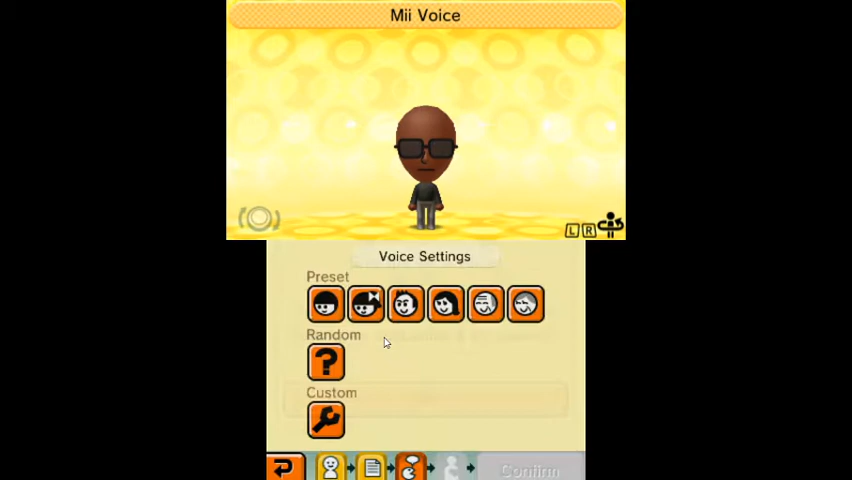 Mii Voice
L R
Voice Settings
Preset
Random
?
Custom
Confirm